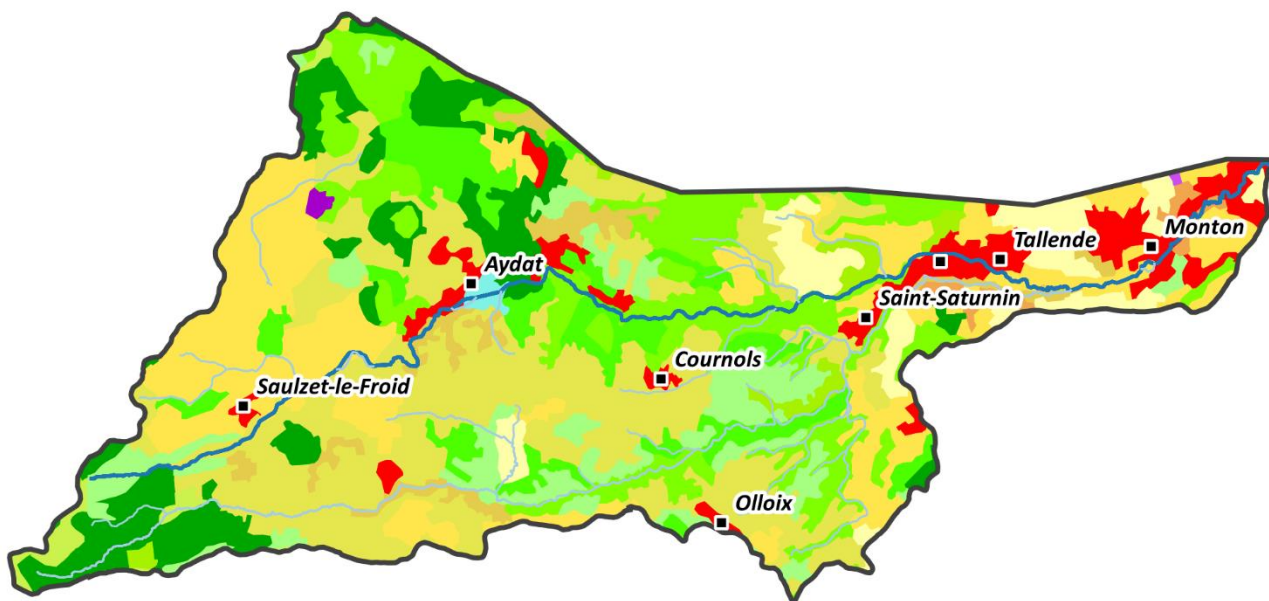 Monton
Tallende
Aydat
Saint-Saturnin
Cournols
Saulzet-le-Froid
Olloix